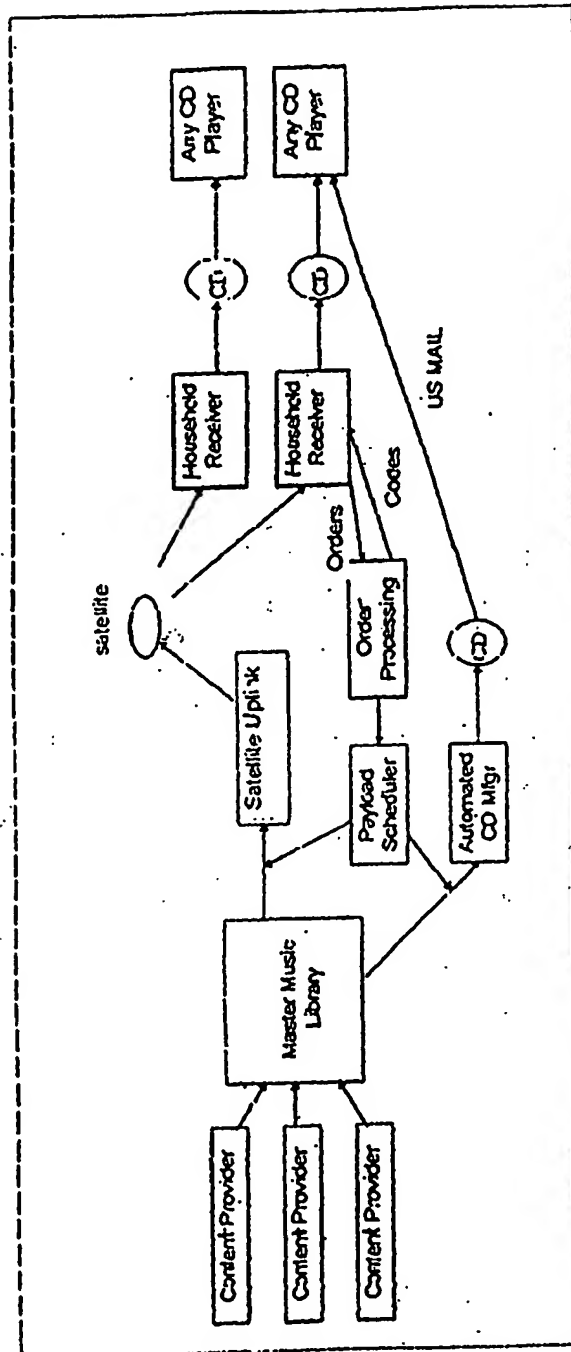 Content Provider
Content Provider
Content Provider
Master Music
Library
Satellite Uplink
satellite
Payload
Scheduler
Order
Processing
Orders
Codes
Automated
CD Mfgr
CD
US MAIL
Household
Receiver
Household
Receiver
CD
CD
Any CD
Player
Any CD
Player